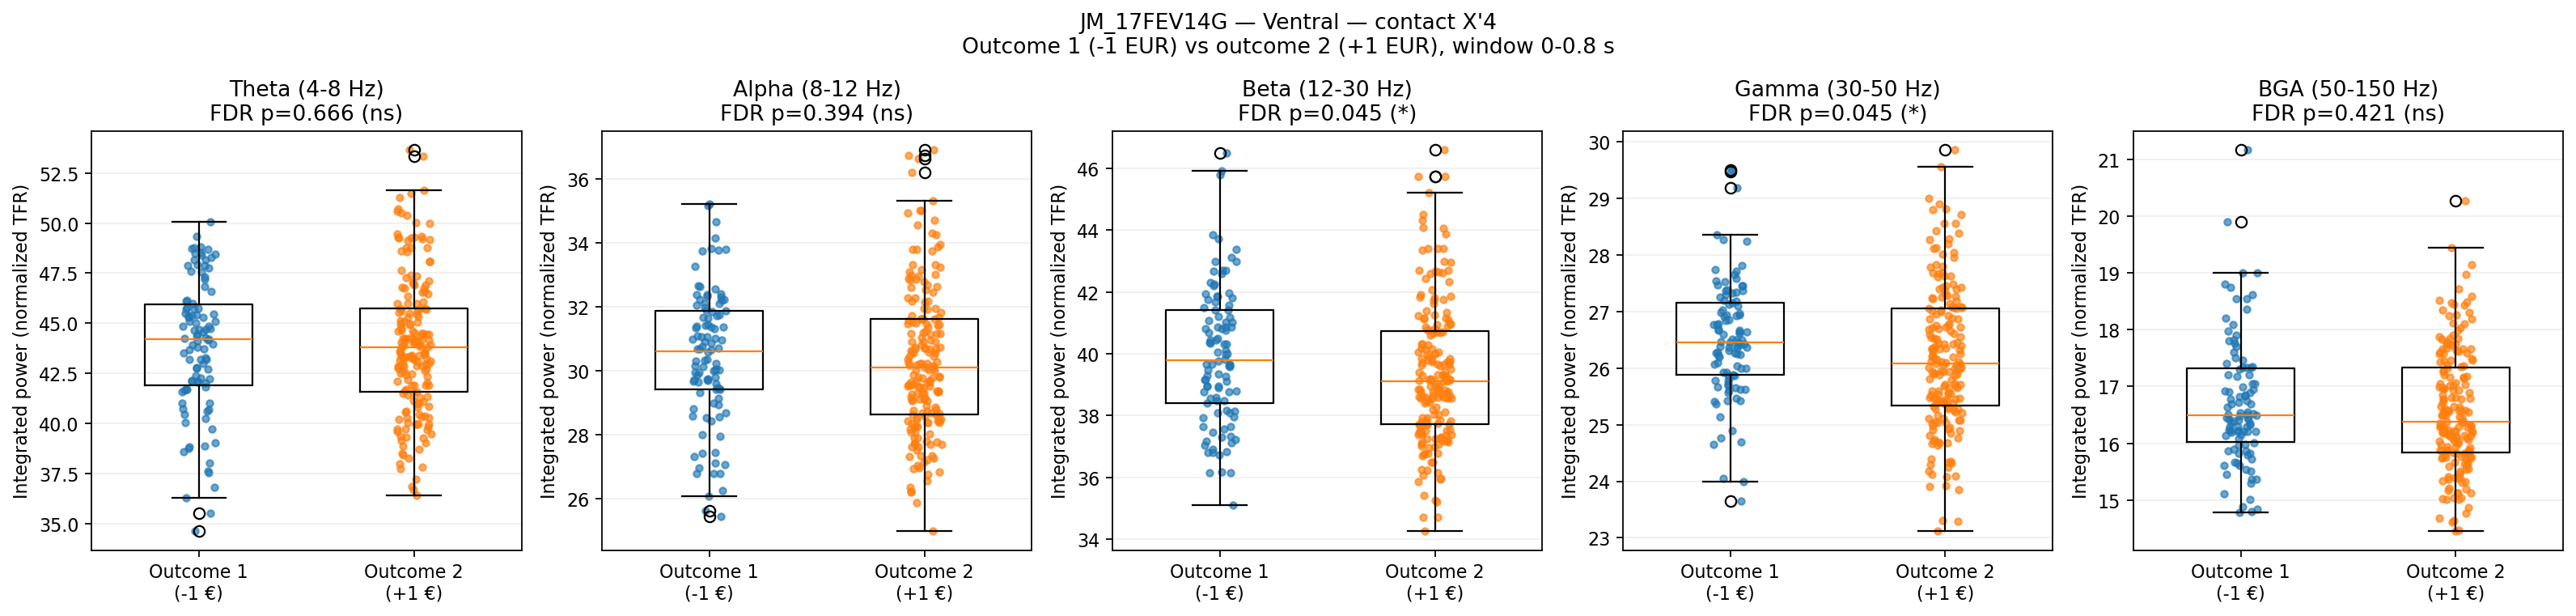 JM_17FEV14G — Ventral — contact X'4
Outcome 1 (-1 EUR) vs outcome 2 (+1 EUR), window 0-0.8 s
Theta (4-8 Hz)
FDR p=0.666 (ns)
Integrated power (normalized TFR)
52.5
50.0
47.5
45.0
42.5
40.0
37.5
35.0
Outcome 1
(-1 €)
Outcome 2
(+1 €)
Alpha (8-12 Hz)
FDR p=0.394 (ns)
Integrated power (normalized TFR)
36
34
32
30
28
26
Outcome 1
(-1 €)
Outcome 2
(+1 €)
Beta (12-30 Hz)
FDR p=0.045 (*)
Integrated power (normalized TFR)
46
44
42
40
38
36
34
Outcome 1
(-1 €)
Outcome 2
(+1 €)
Gamma (30-50 Hz)
FDR p=0.045 (*)
Integrated power (normalized TFR)
30
29
28
27
26
25
24
23
Outcome 1
(-1 €)
Outcome 2
(+1 €)
BGA (50-150 Hz)
FDR p=0.421 (ns)
Integrated power (normalized TFR)
21
20
19
18
17
16
15
Outcome 1
(-1 €)
Outcome 2
(+1 €)